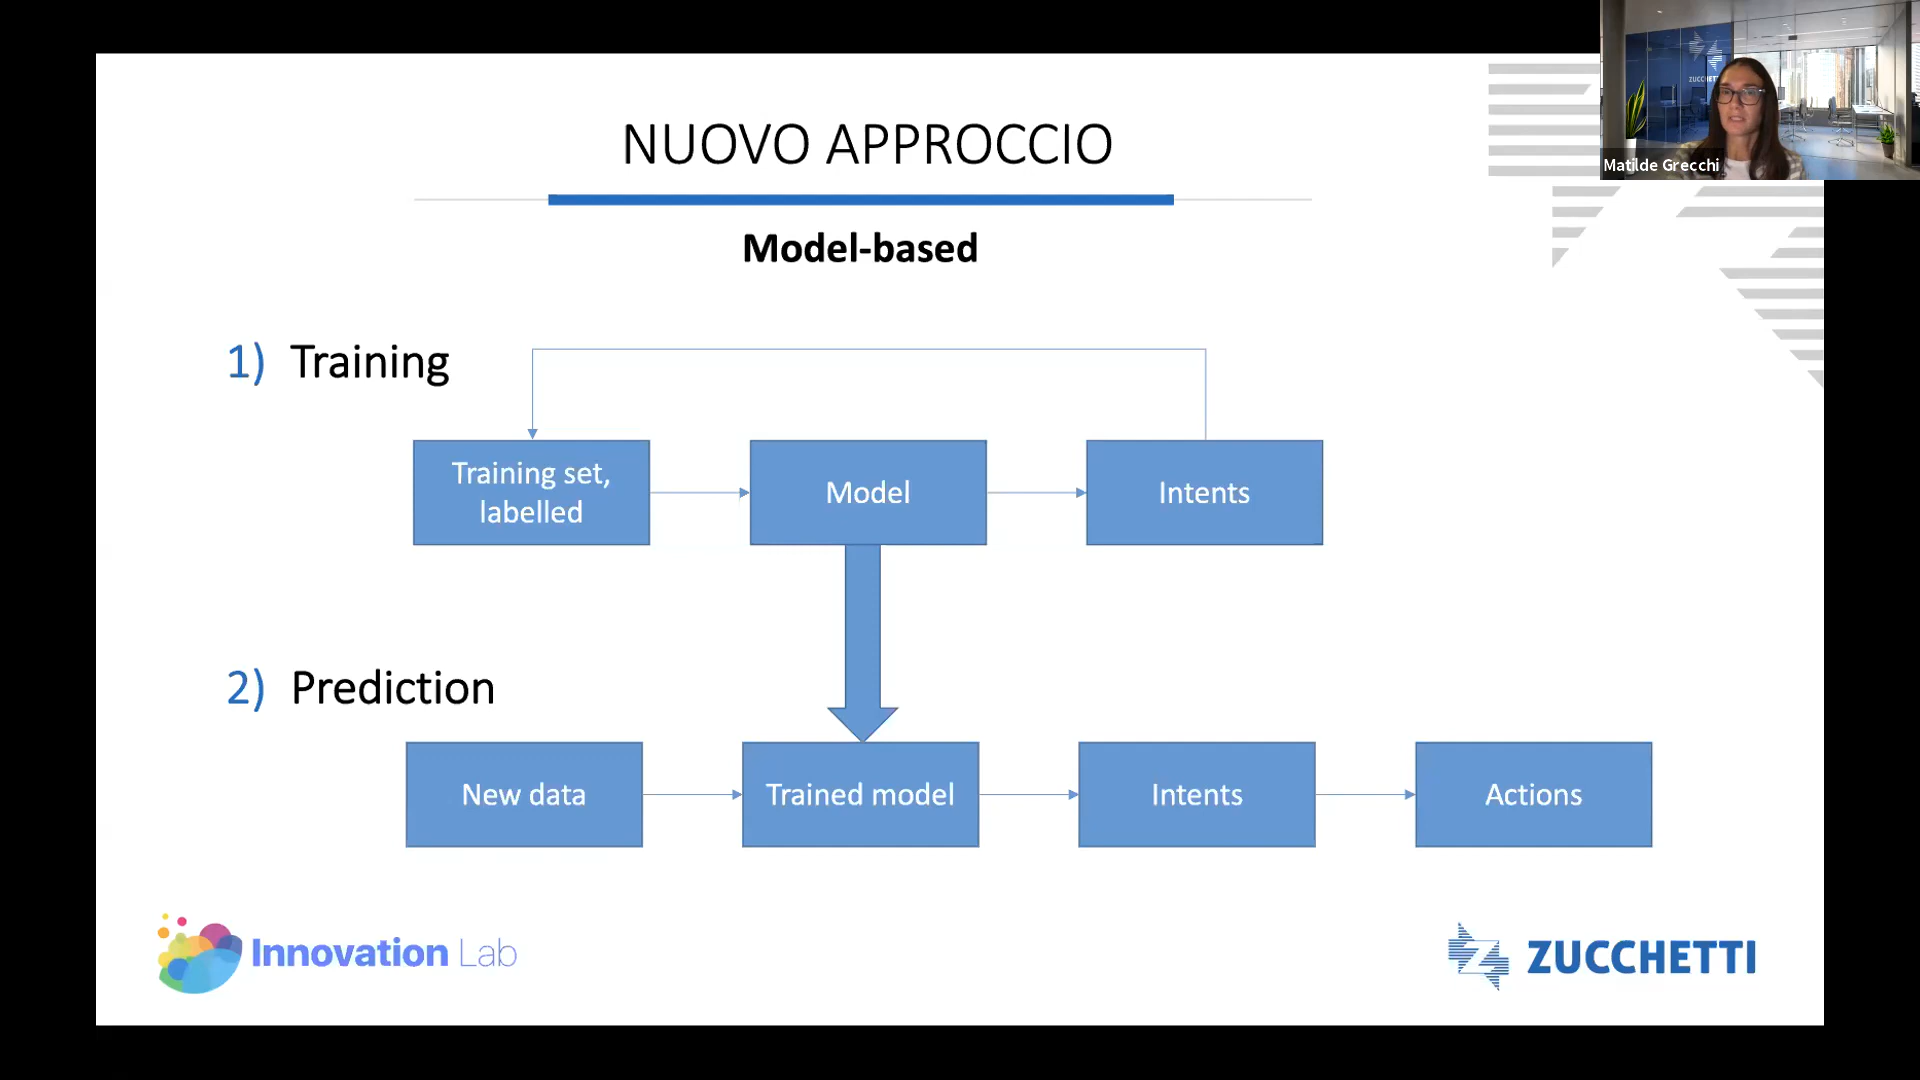 NUOVO APPROCCIO
Model-based
1) Training
Training set,
labelled
Model
Intents
2) Prediction
New data
Trained model
Intents
Actions
Innovation Lab
ZUCCHETTI
Matilde Grecchi